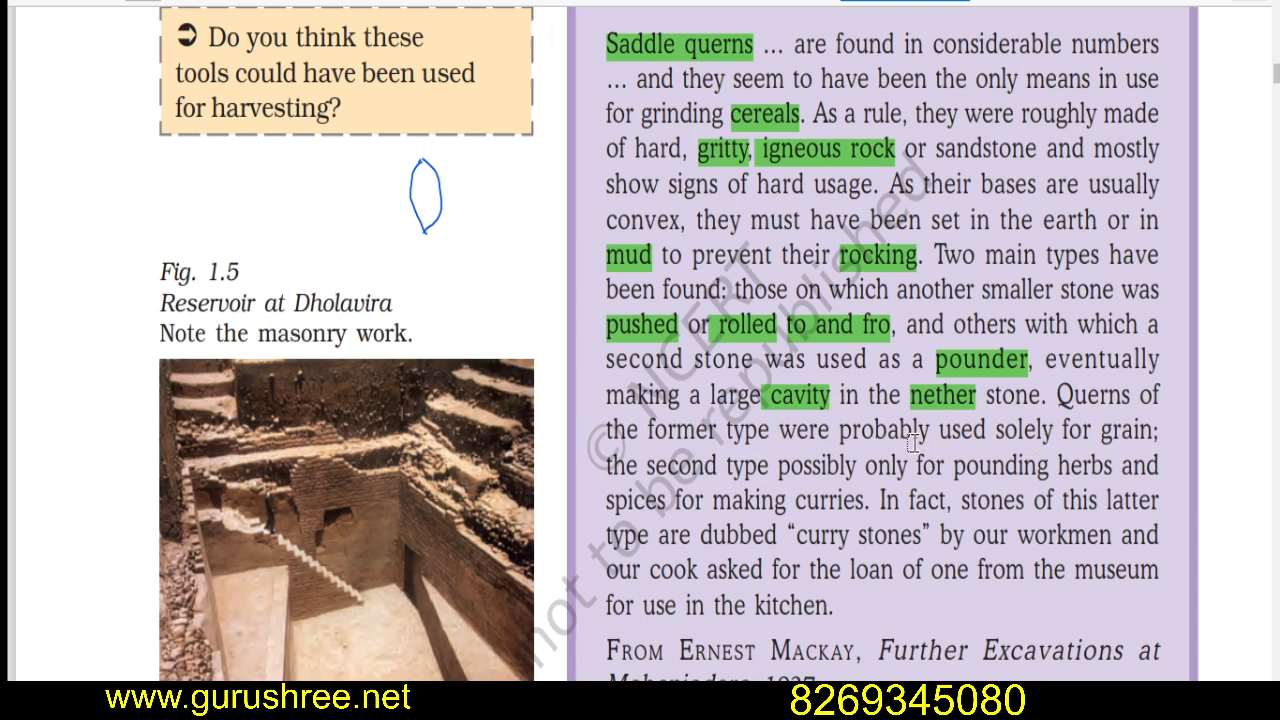 ➲ Do you think these
tools could have been used
for harvesting?
Fig. 1.5
Reservoir at Dholavira
Note the masonry work.
Saddle querns ... are found in considerable numbers
... and they seem to have been the only means in use
for grinding cereals. As a rule, they were roughly made
of hard, gritty, igneous rock or sandstone and mostly
show signs of hard usage. As their bases are usually
convex, they must have been set in the earth or in
mud to prevent their rocking. Two main types have
been found: those on which another smaller stone was
pushed or rolled to and fro, and others with which a
second stone was used as a pounder, eventually
making a large cavity in the nether stone. Querns of
the former type were probably used solely for grain;
the second type possibly only for pounding herbs and
spices for making curries. In fact, stones of this latter
type are dubbed “curry stones” by our workmen and
our cook asked for the loan of one from the museum
for use in the kitchen.
FROM ERNEST MACKAY, Further Excavations at
© NCERT
not to be republished
www.gurushree.net
8269345080